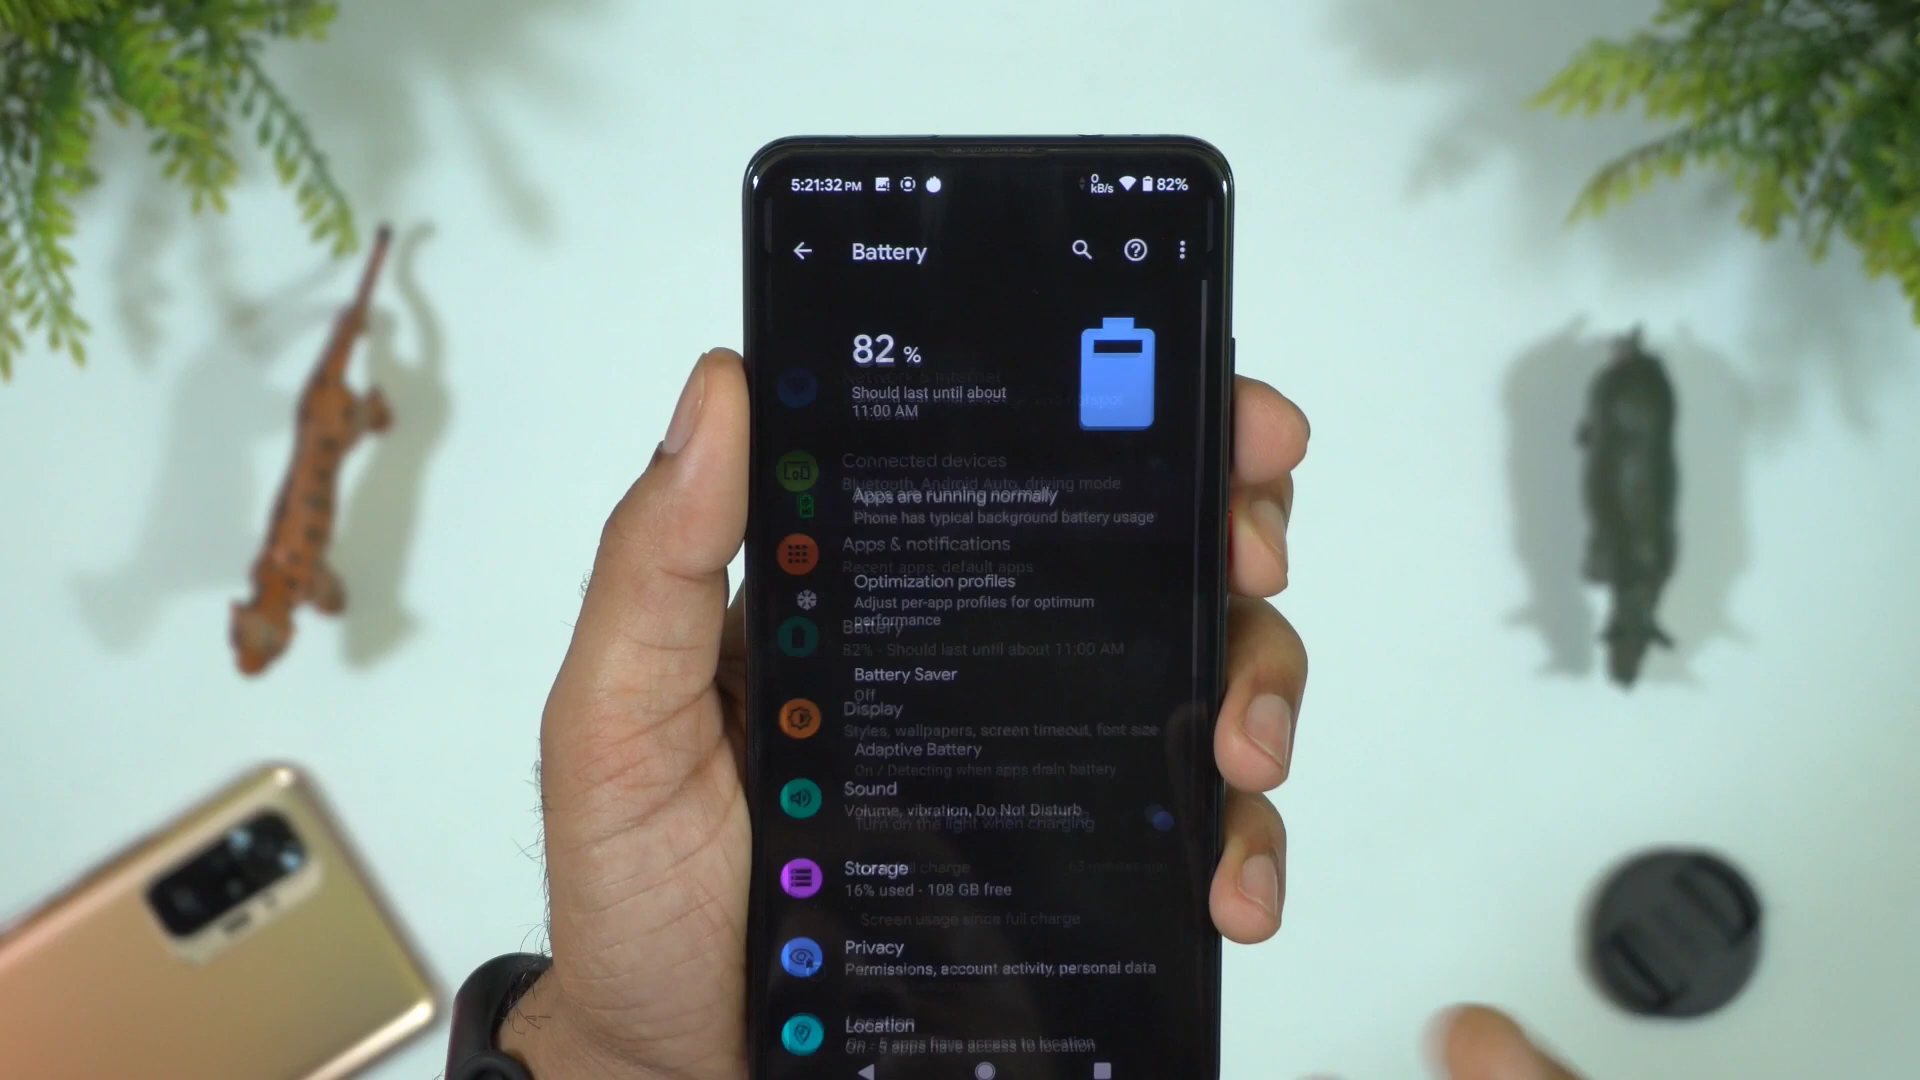 5:21:32 PM
0
kB/s
82%
Battery
82 %
Network & internet
Should last until about
11:00 AM
Connected devices
Bluetooth, Android Auto, driving mode
Apps are running normally
Phone has typical background battery usage
Apps & notifications
Recent apps, default apps
Optimization profiles
Adjust per-app profiles for optimum
performance
Battery
82% - Should last until about 11:00 AM
Battery Saver
Off
Display
Styles, wallpapers, screen timeout, font size
Adaptive Battery
On / Detecting when apps drain battery
Sound
Volume, vibration, Do Not Disturb
Turn on the light when charging
Storage
full charge
16% used - 108 GB free
Screen usage since full charge
Privacy
Permissions, account activity, personal data
Location
On - 5 apps have access to location